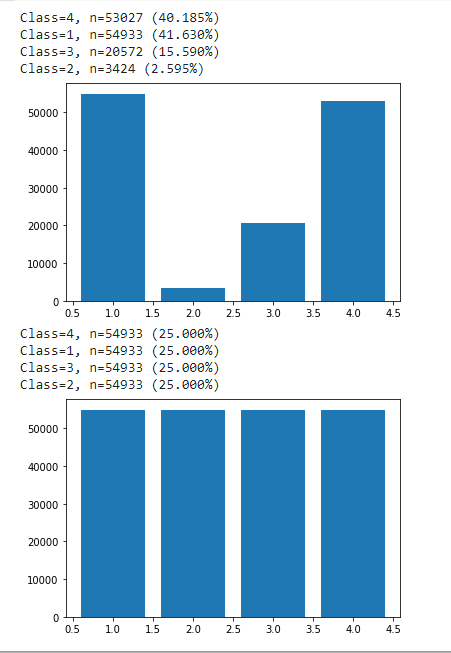 Class=4, n=53027 (40.185%)
Class=1, n=54933 (41.630%)
Class=3, n=20572 (15.590%)
Class=2, n=3424 (2.595%)
50000
40000
30000
20000
10000
0
0.5 1.0 1.5 2.0 2.5 3.0 3.5 4.0 4.5
Class=4, n=54933 (25.000%)
Class=1, n=54933 (25.000%)
Class=3, n=54933 (25.000%)
Class=2, n=54933 (25.000%)
50000
40000
30000
20000
10000
0
0.5 1.0 1.5 2.0 2.5 3.0 3.5 4.0 4.5